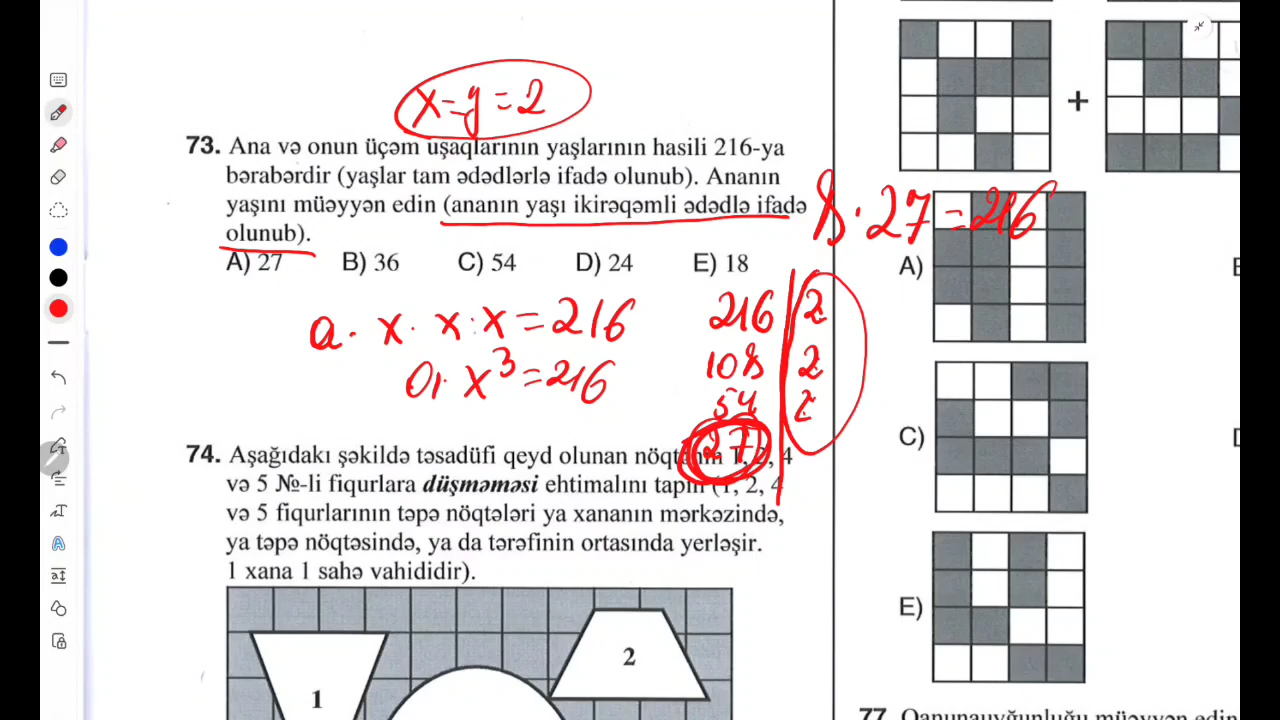 x-y=2
73. Ana və onun üçəm uşaqlarının yaşlarının hasili 216-ya
bərabərdir (yaşlar tam ədədlərlə ifadə olunub). Ananın
yaşını müəyyən edin (ananın yaşı ikirəqəmli ədədlə ifadə
olunub).
A) 27 B) 36 C) 54 D) 24 E) 18
a · x · x · x = 216
a · x³ = 216
216 2
108 2
54 2
27
8 · 27 = 216
74. Aşağıdakı şəkildə təsadüfi qeyd olunan nöqtənin 1, 2, 4
və 5 №-li fiqurlara düşməməsi ehtimalını tapın (1, 2, 4
və 5 fiqurlarının təpə nöqtələri ya xananın mərkəzində,
ya təpə nöqtəsində, ya da tərəfinin ortasında yerləşir.
1 xana 1 sahə vahididir).
1
2
+
A)
C)
E)